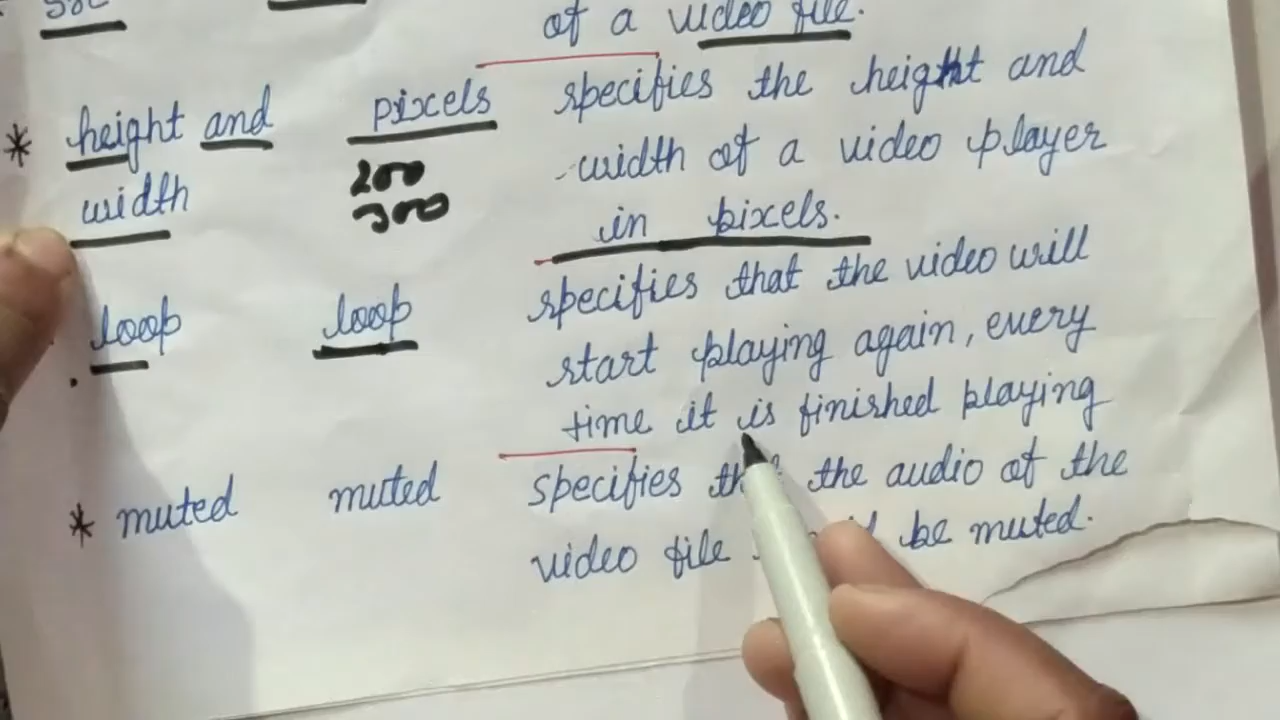 of a video file.
* height and pixels specifies the height and
width 200 width of a video player
300 in pixels.
loop loop specifies that the video will
start playing again, every
time it is finished playing
* muted muted specifies the audio of the
video file be muted.